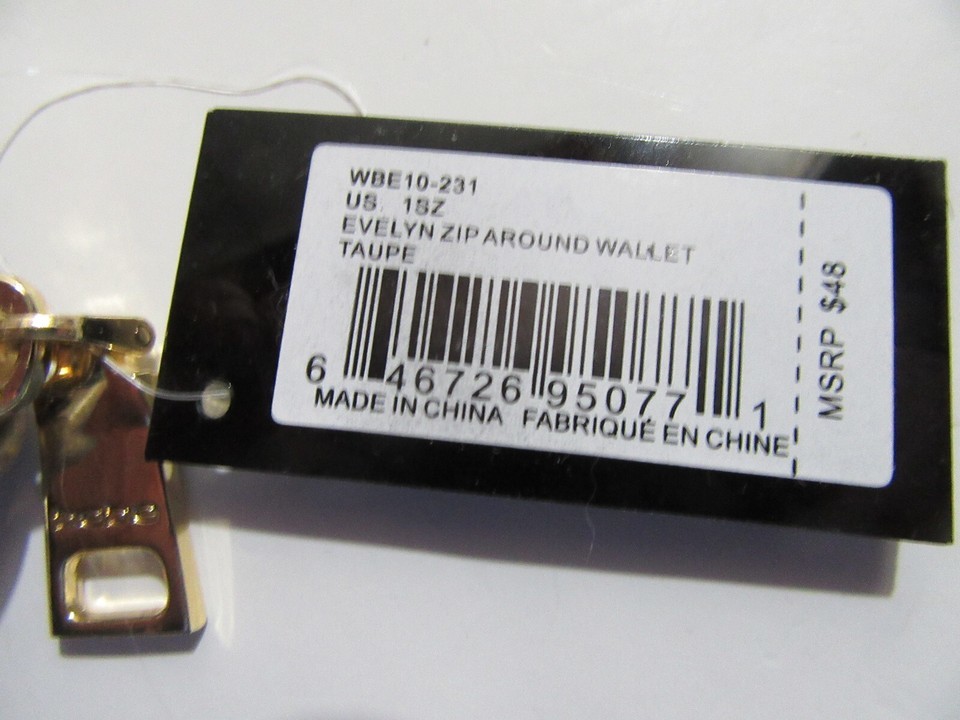 WBE10-231
US 1SZ
EVELYN ZIP AROUND WALLET
TAUPE
6 46726 95077 1
MADE IN CHINA FABRIQUÉ EN CHINE
MSRP $48
bebe